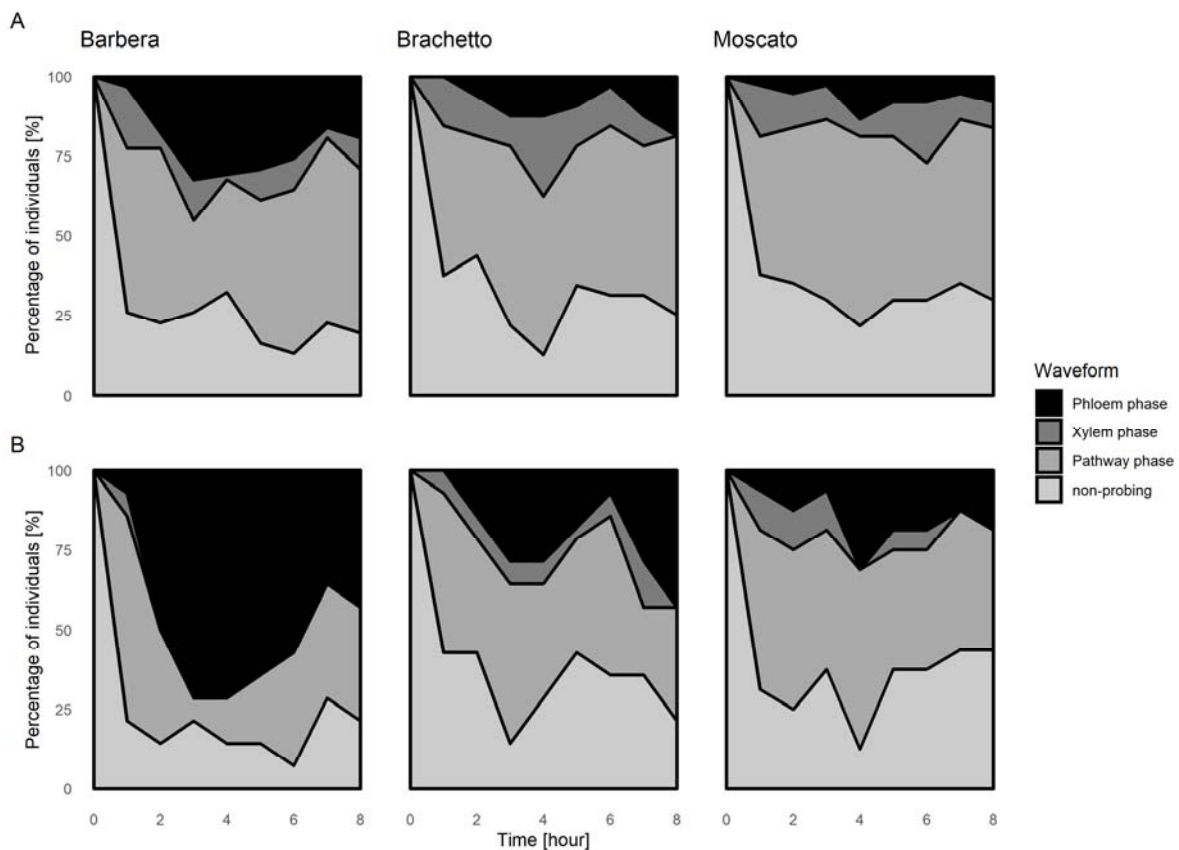 A
Barbera Brachetto Moscato
Percentage of individuals [%]
100
75
50
25
0
Waveform
Phloem phase
Xylem phase
Pathway phase
non-probing
B
Percentage of individuals [%]
100
75
50
25
0
0 2 4 6 8 0 2 4 6 8 0 2 4 6 8
Time [hour]